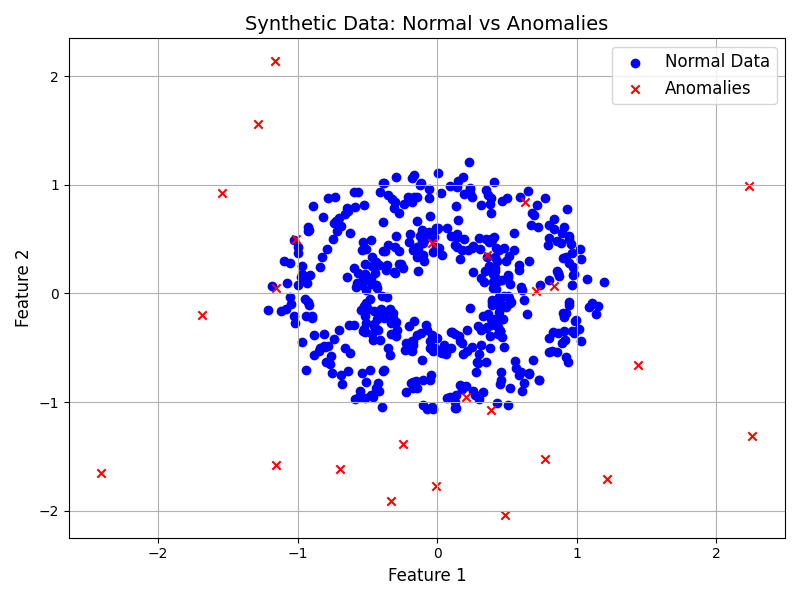 Synthetic Data: Normal vs Anomalies
Normal Data
Anomalies
2
1
0
−1
−2
Feature 2
−2
−1
0
1
2
Feature 1